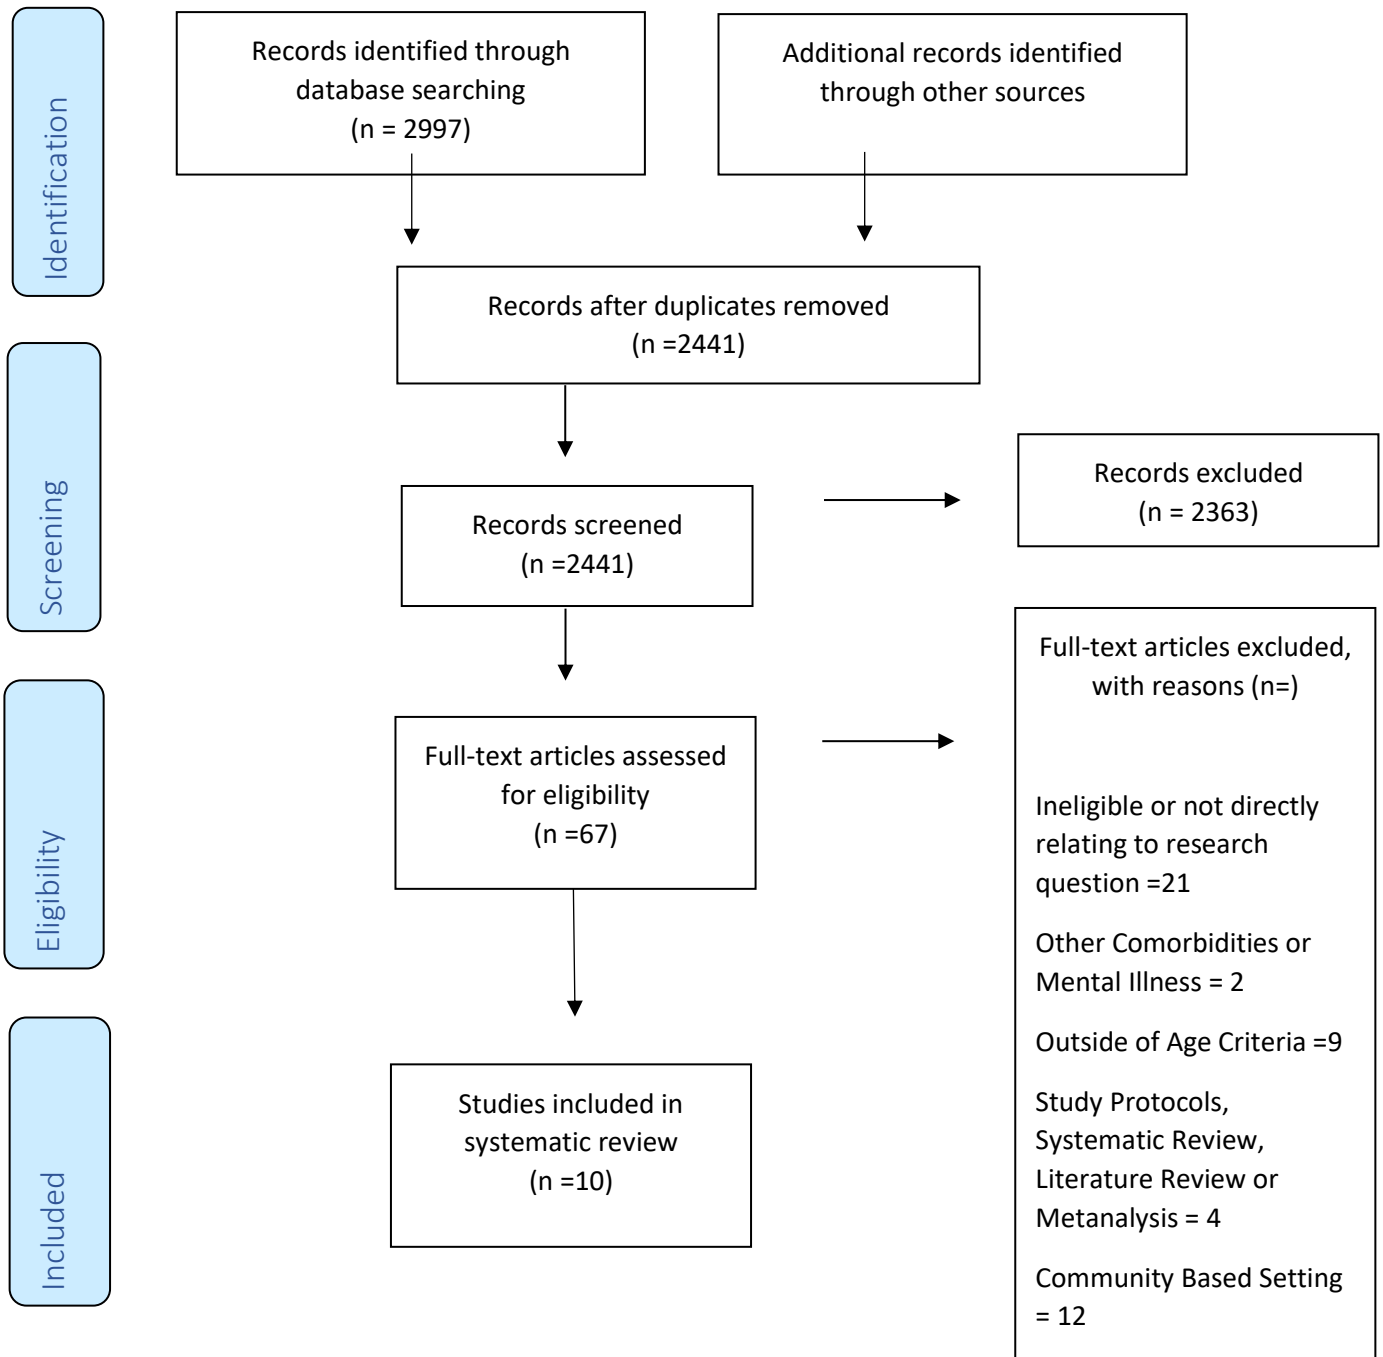 Identification
Records identified through
database searching
(n = 2997)
Additional records identified
through other sources
Records after duplicates removed
(n =2441)
Screening
Records screened
(n =2441)
Records excluded
(n = 2363)
Eligibility
Full-text articles assessed
for eligibility
(n =67)
Full-text articles excluded,
with reasons (n=)
Ineligible or not directly
relating to research
question =21
Other Comorbidities or
Mental Illness = 2
Outside of Age Criteria =9
Study Protocols,
Systematic Review,
Literature Review or
Metanalysis = 4
Community Based Setting
= 12
Included
Studies included in
systematic review
(n =10)